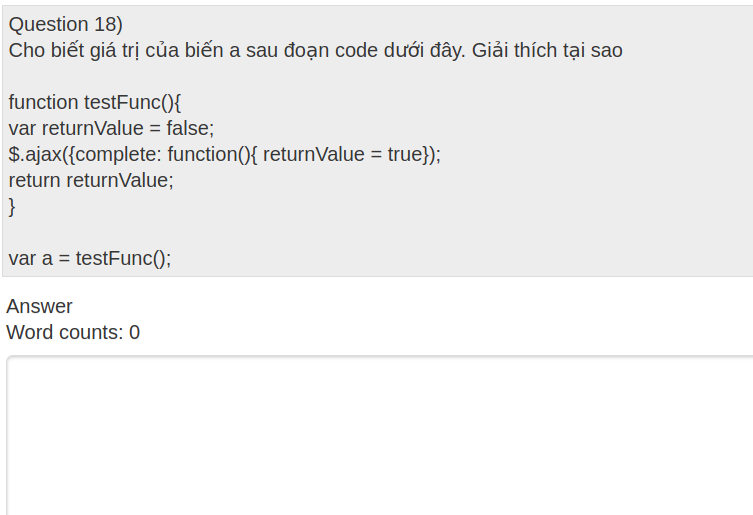 Question 18)
Cho biết giá trị của biến a sau đoạn code dưới đây. Giải thích tại sao
function testFunc(){
var returnValue = false;
$.ajax({complete: function(){ returnValue = true});
return returnValue;
}
var a = testFunc();
Answer
Word counts: 0